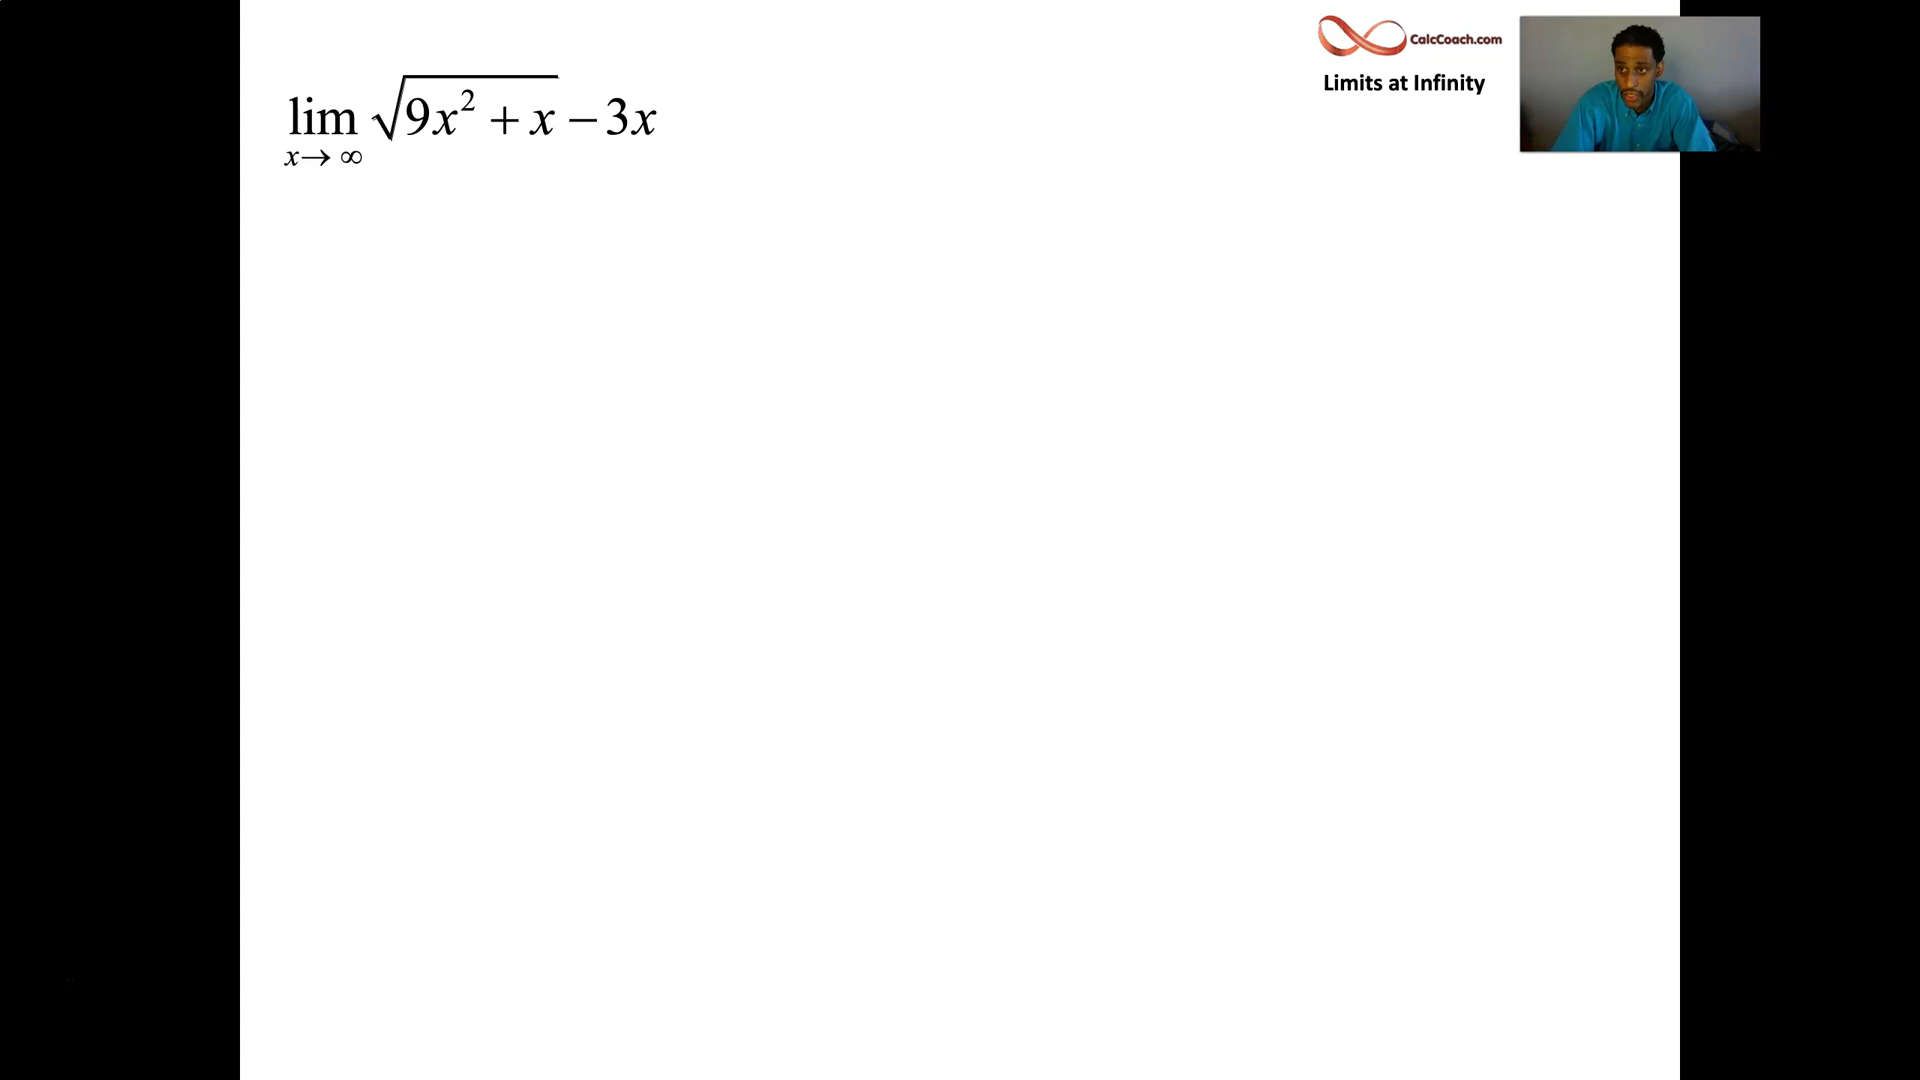 lim √9x² + x − 3x
x→ ∞
CalcCoach.com
Limits at Infinity